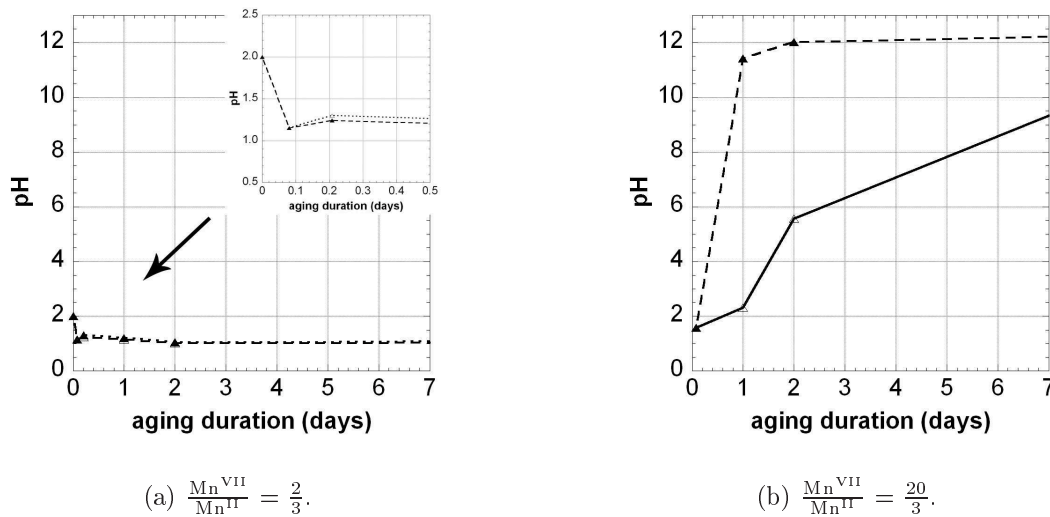 2.5
2.0
1.5
1.0
0.5
pH
0 0.1 0.2 0.3 0.4 0.5
aging duration (days)
12
10
8
6
4
2
0
pH
0 1 2 3 4 5 6 7
aging duration (days)
(a) Mn^VII/Mn^II = 2/3.
12
10
8
6
4
2
0
pH
0 1 2 3 4 5 6 7
aging duration (days)
(b) Mn^VII/Mn^II = 20/3.